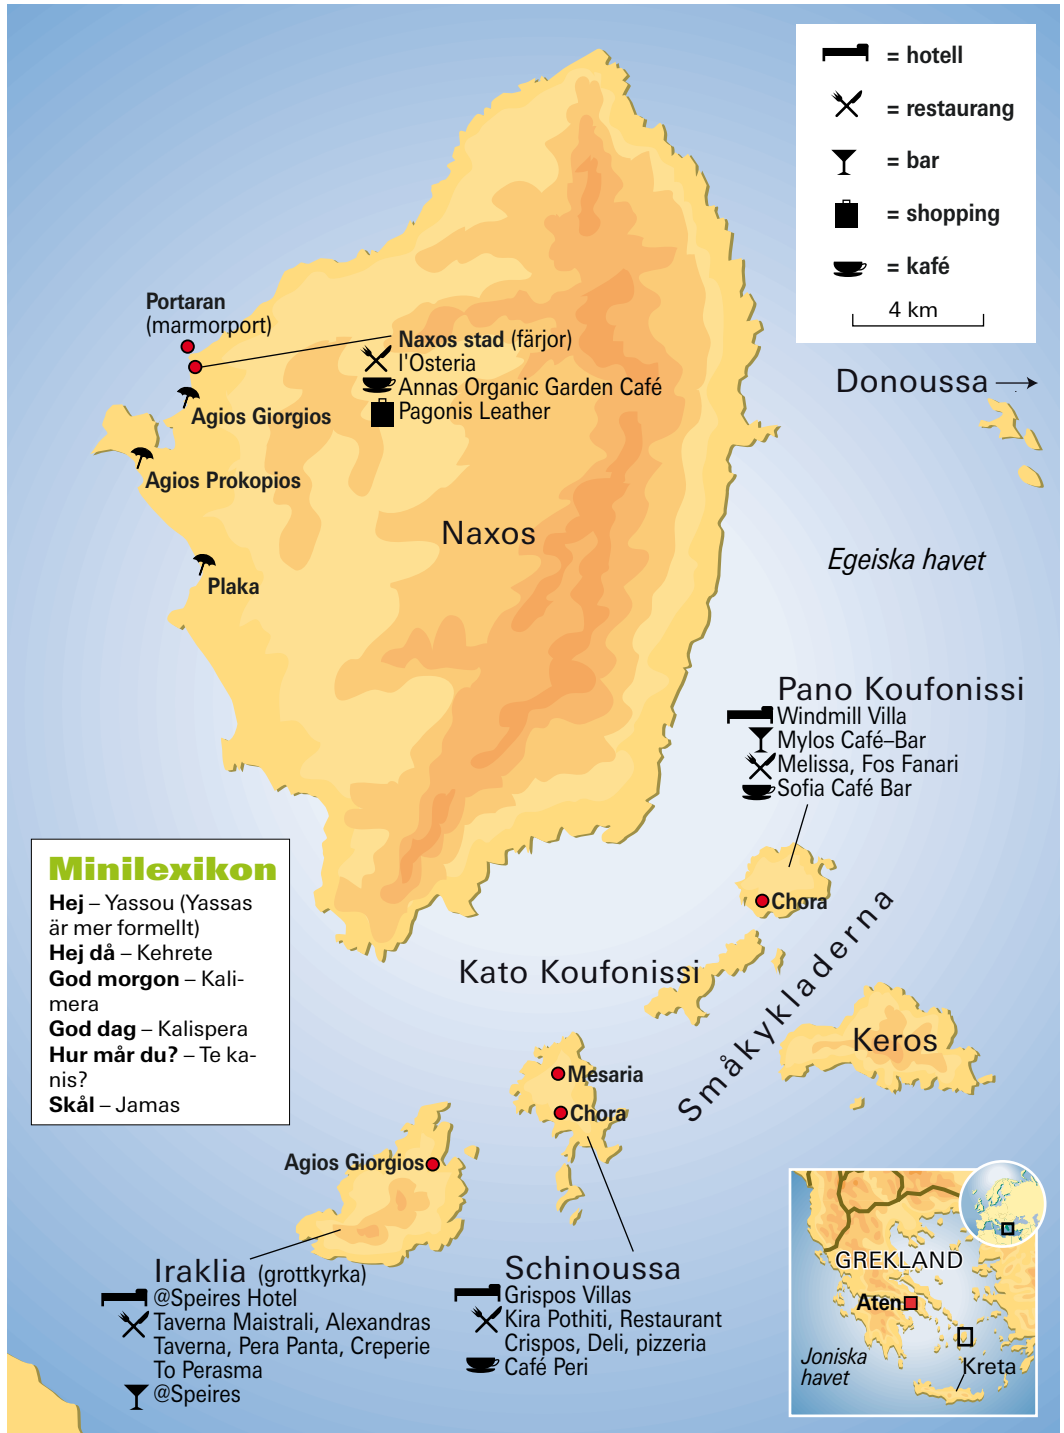 = hotell
= restaurang
= bar
= shopping
= kafé
4 km
Portaran
(marmorport)
Naxos stad (färjor)
l'Osteria
Annas Organic Garden Café
Pagonis Leather
Agios Giorgios
Agios Prokopios
Plaka
Naxos
Donoussa
Egeiska havet
Pano Koufonissi
Windmill Villa
Mylos Café–Bar
Melissa, Fos Fanari
Sofia Café Bar
Chora
Kato Koufonissi
Småkykladerna
Keros
Minilexikon
Hej – Yassou (Yassas
är mer formellt)
Hej då – Kehrete
God morgon – Kali-
mera
God dag – Kalispera
Hur mår du? – Te ka-
nis?
Skål – Jamas
Mesaria
Chora
Agios Giorgios
Iraklia (grottkyrka)
@Speires Hotel
Taverna Maistrali, Alexandras
Taverna, Pera Panta, Creperie
To Perasma
@Speires
Schinoussa
Grispos Villas
Kira Pothiti, Restaurant
Crispos, Deli, pizzeria
Café Peri
GREKLAND
Aten
Joniska
havet
Kreta